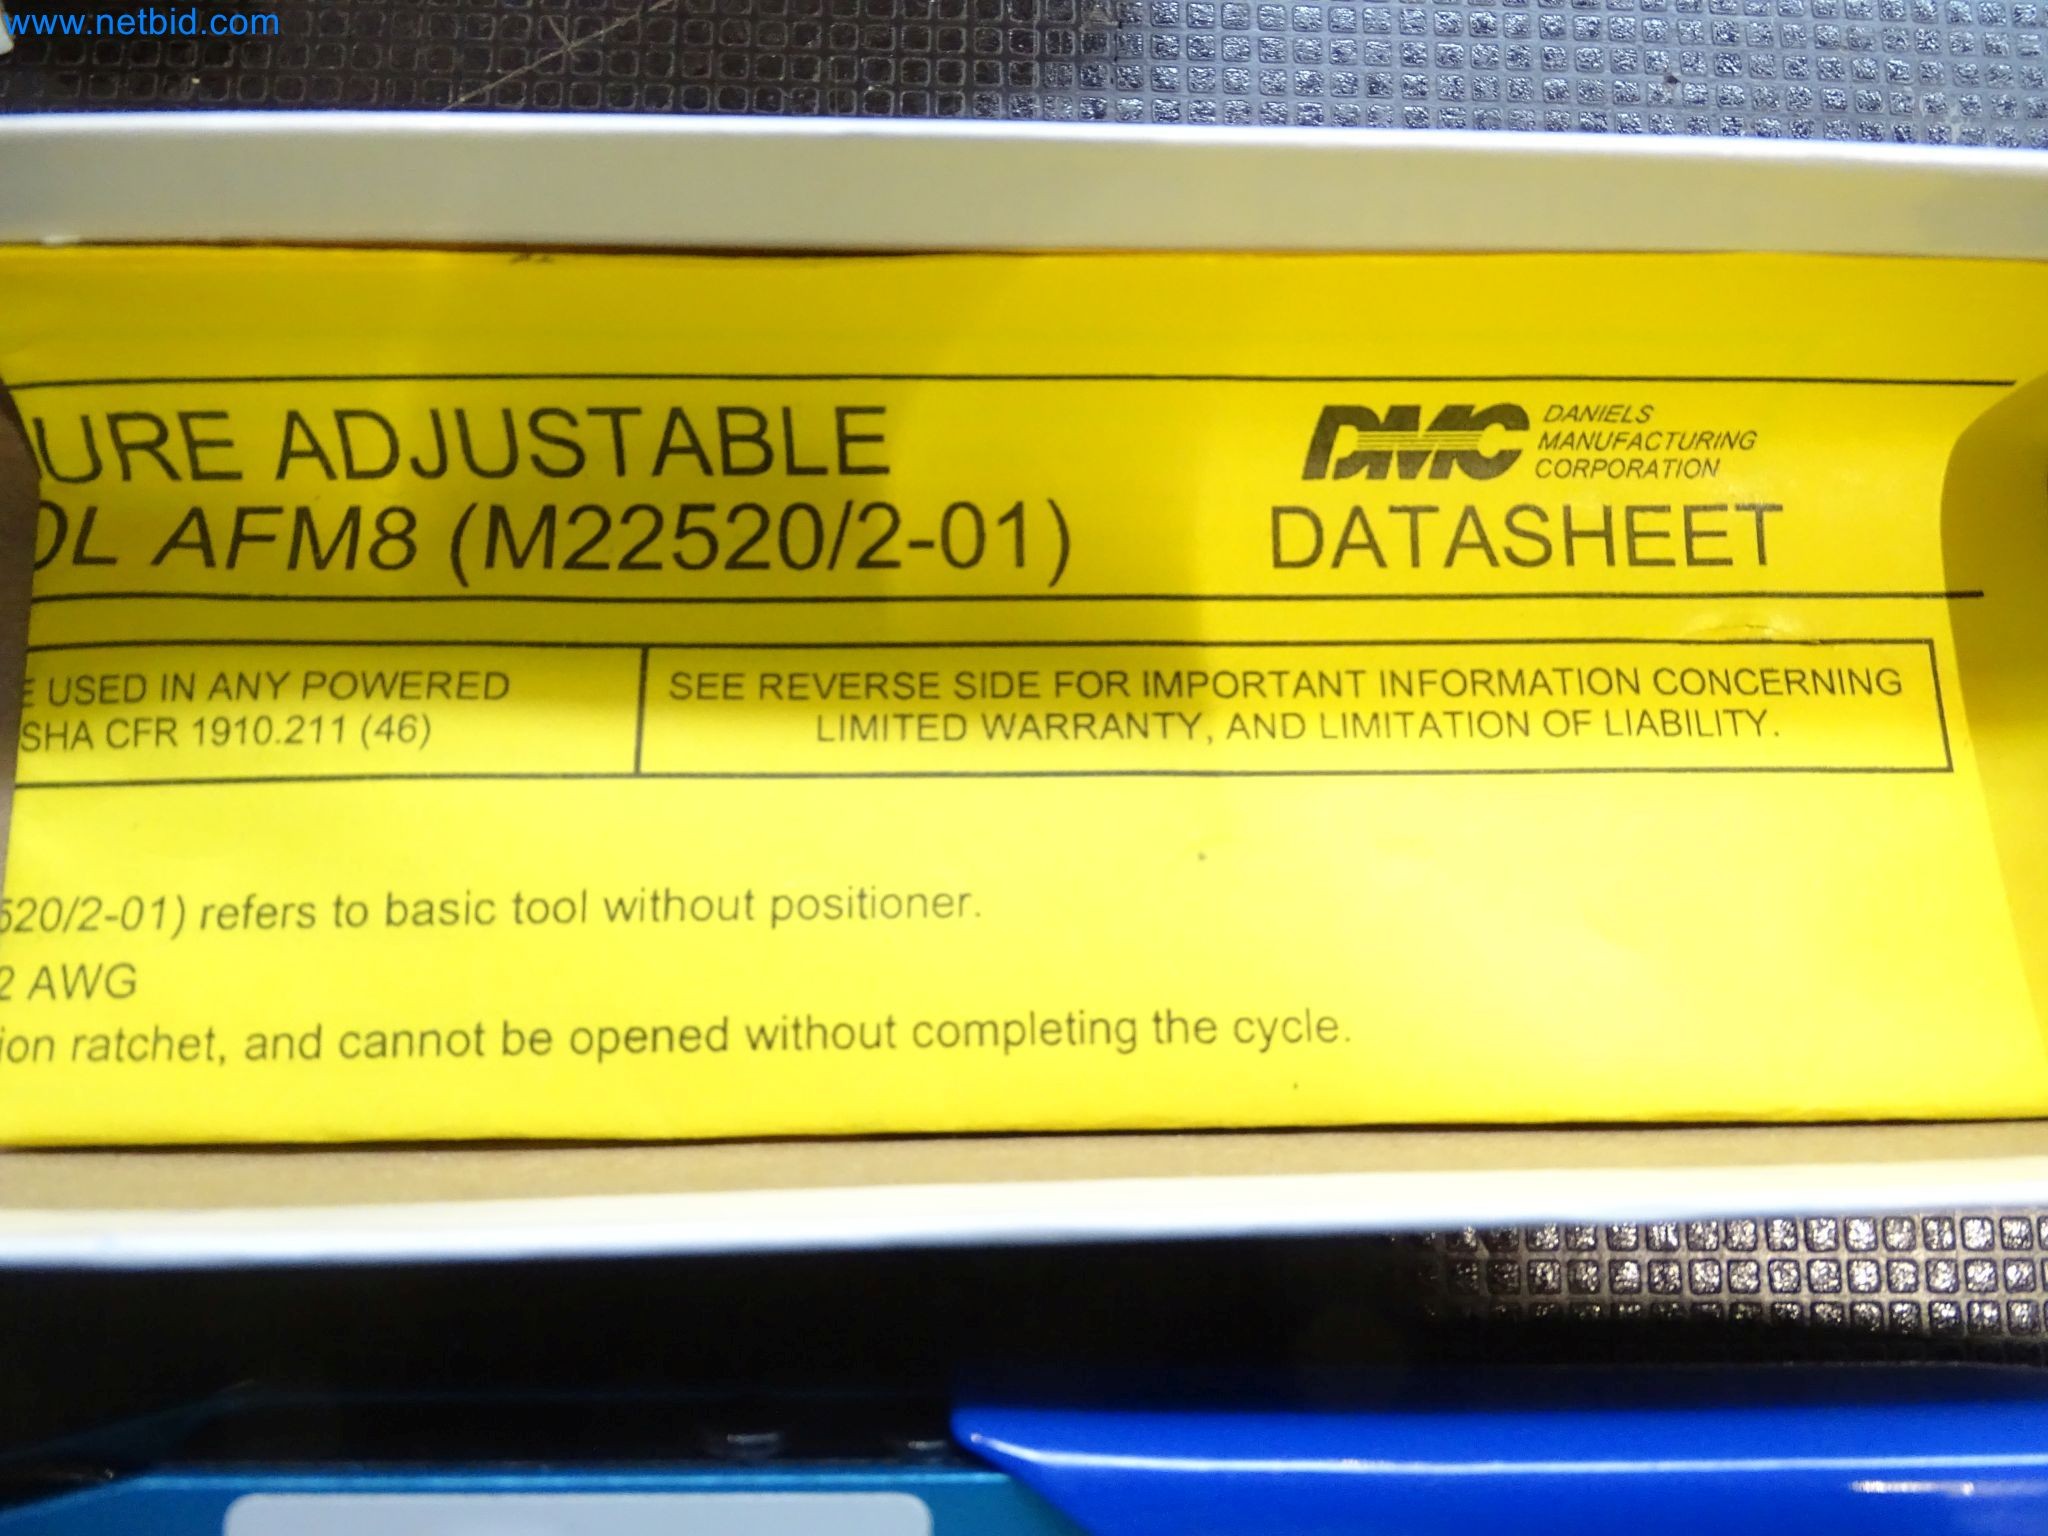 www.netbid.com
URE ADJUSTABLE
OL AFM8 (M22520/2-01)
DMC DANIELS
MANUFACTURING
CORPORATION
DATASHEET
E USED IN ANY POWERED
SHA CFR 1910.211 (46)
SEE REVERSE SIDE FOR IMPORTANT INFORMATION CONCERNING
LIMITED WARRANTY, AND LIMITATION OF LIABILITY.
520/2-01) refers to basic tool without positioner.
2 AWG
ion ratchet, and cannot be opened without completing the cycle.